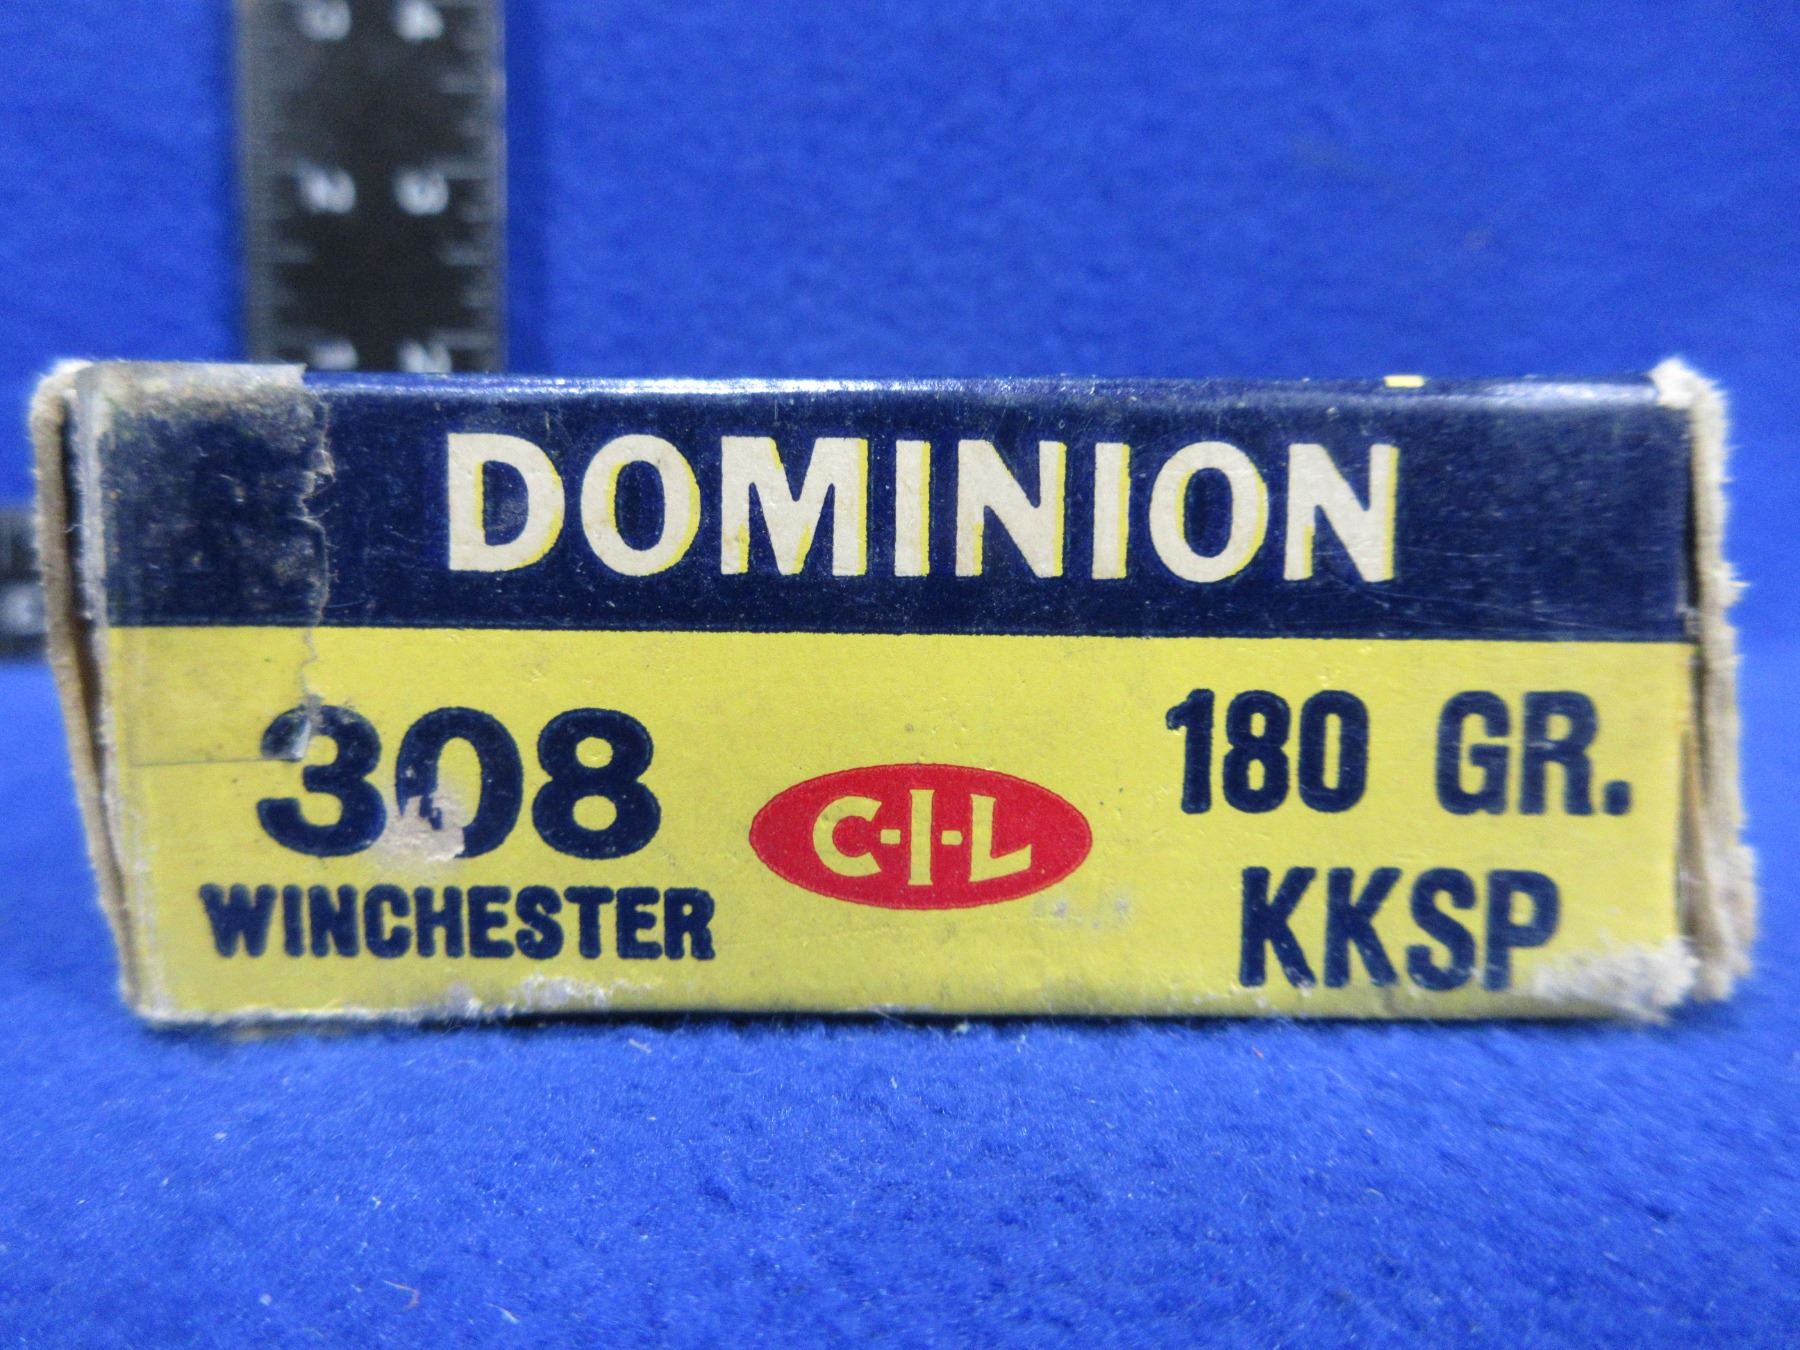 DOMINION
308
WINCHESTER
C-I-L
180 GR.
KKSP